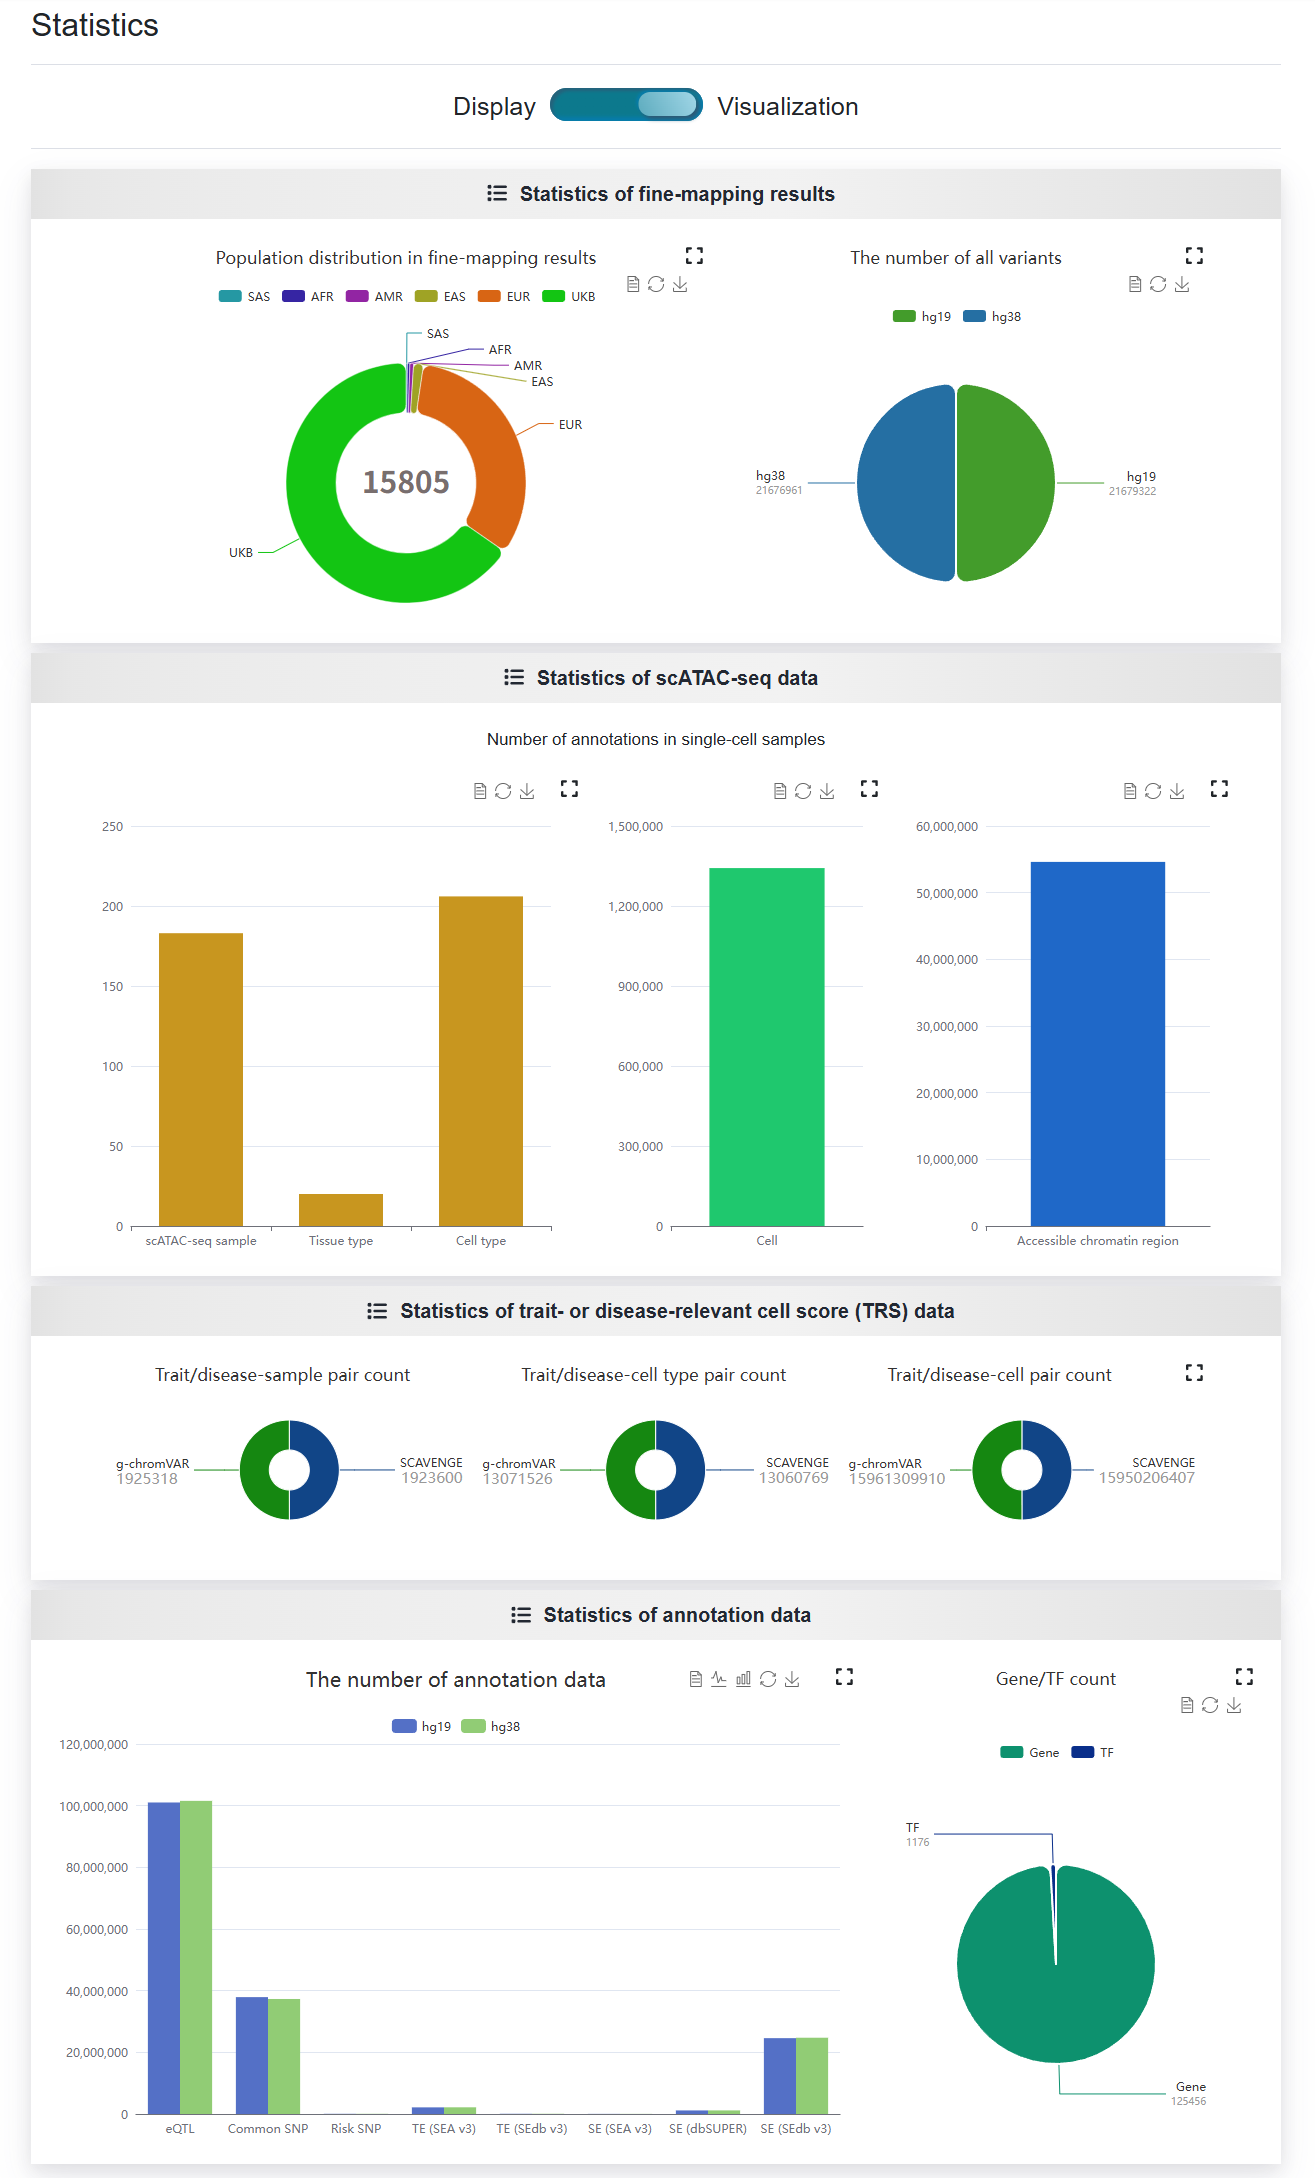 Statistics
Display Visualization
Statistics of fine-mapping results
Population distribution in fine-mapping results
SAS AFR AMR EAS EUR UKB
SAS
AFR
AMR
EAS
EUR
15805
UKB
The number of all variants
hg19 hg38
hg38
21676961
hg19
21679322
Statistics of scATAC-seq data
Number of annotations in single-cell samples
250
200
150
100
50
0
scATAC-seq sample Tissue type Cell type
1,500,000
1,200,000
900,000
600,000
300,000
0
Cell
60,000,000
50,000,000
40,000,000
30,000,000
20,000,000
10,000,000
0
Accessible chromatin region
Statistics of trait- or disease-relevant cell score (TRS) data
Trait/disease-sample pair count
g-chromVAR
1925318
SCAVENGE
1923600
Trait/disease-cell type pair count
g-chromVAR
13071526
SCAVENGE
13060769
Trait/disease-cell pair count
g-chromVAR
15961309910
SCAVENGE
15950206407
Statistics of annotation data
The number of annotation data
hg19 hg38
120,000,000
100,000,000
80,000,000
60,000,000
40,000,000
20,000,000
0
eQTL Common SNP Risk SNP TE (SEA v3) TE (SEdb v3) SE (SEA v3) SE (dbSUPER) SE (SEdb v3)
Gene/TF count
Gene TF
TF
1176
Gene
125456